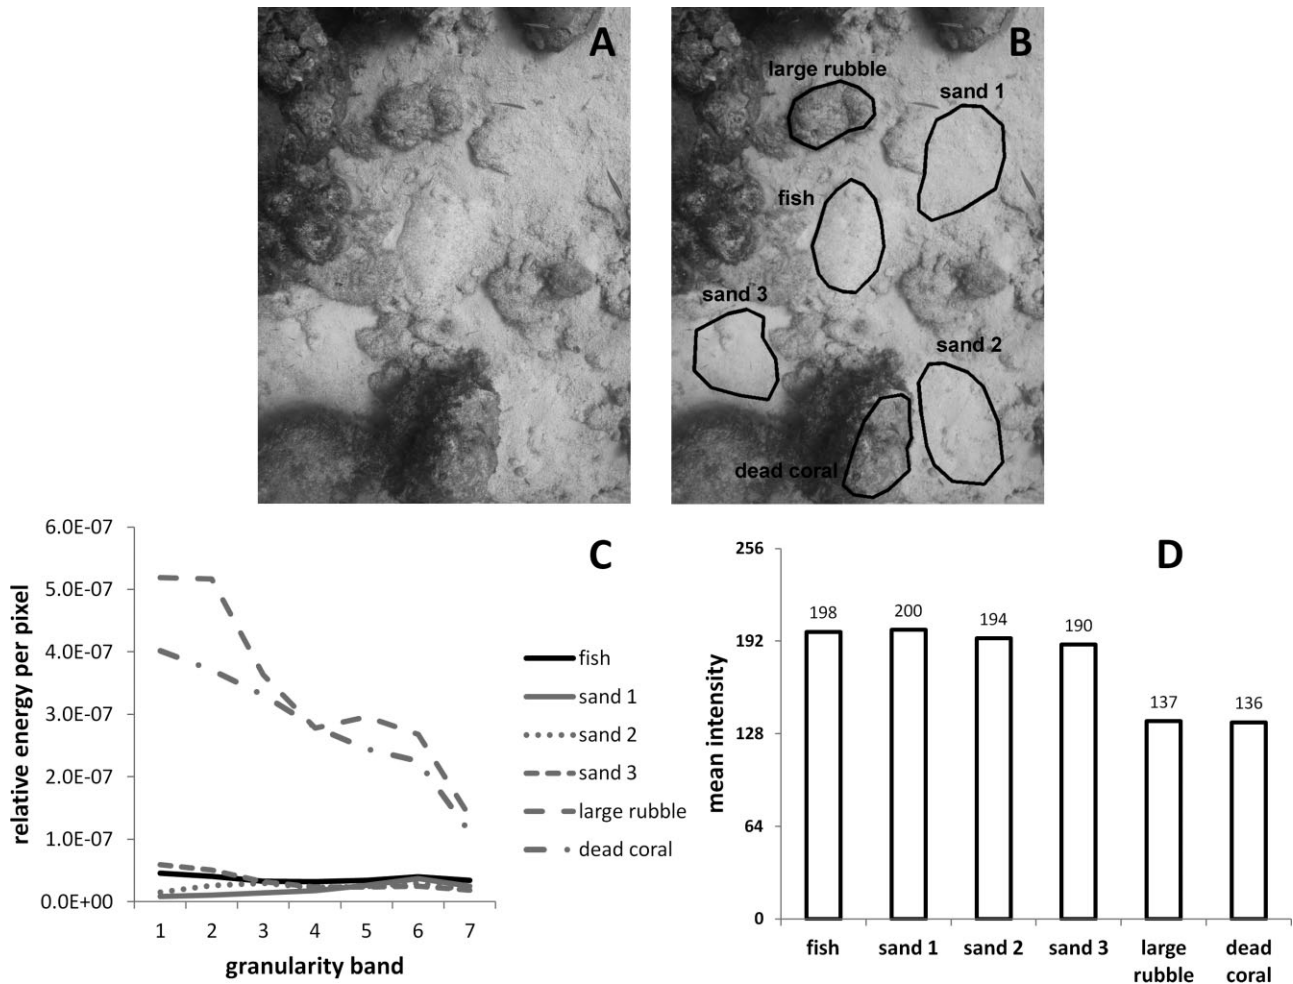 A
B
large rubble
sand 1
fish
sand 3
sand 2
dead coral
C
relative energy per pixel
6.0E-07
5.0E-07
4.0E-07
3.0E-07
2.0E-07
1.0E-07
0.0E+00
1 2 3 4 5 6 7
granularity band
fish
sand 1
sand 2
sand 3
large rubble
dead coral
D
mean intensity
256
192
128
64
0
198 200 194 190 137 136
fish sand 1 sand 2 sand 3 large dead
rubble coral